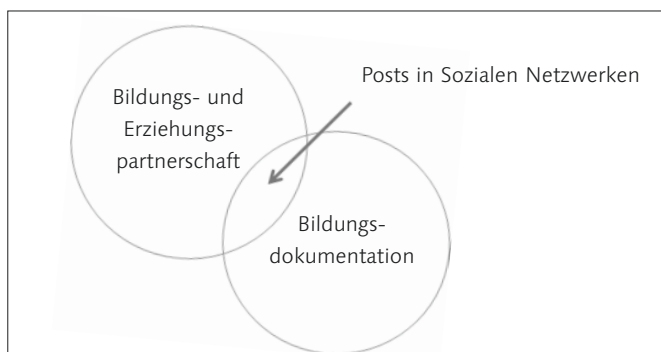 Posts in Sozialen Netzwerken
Bildungs- und
Erziehungs-
partnerschaft
Bildungs-
dokumentation